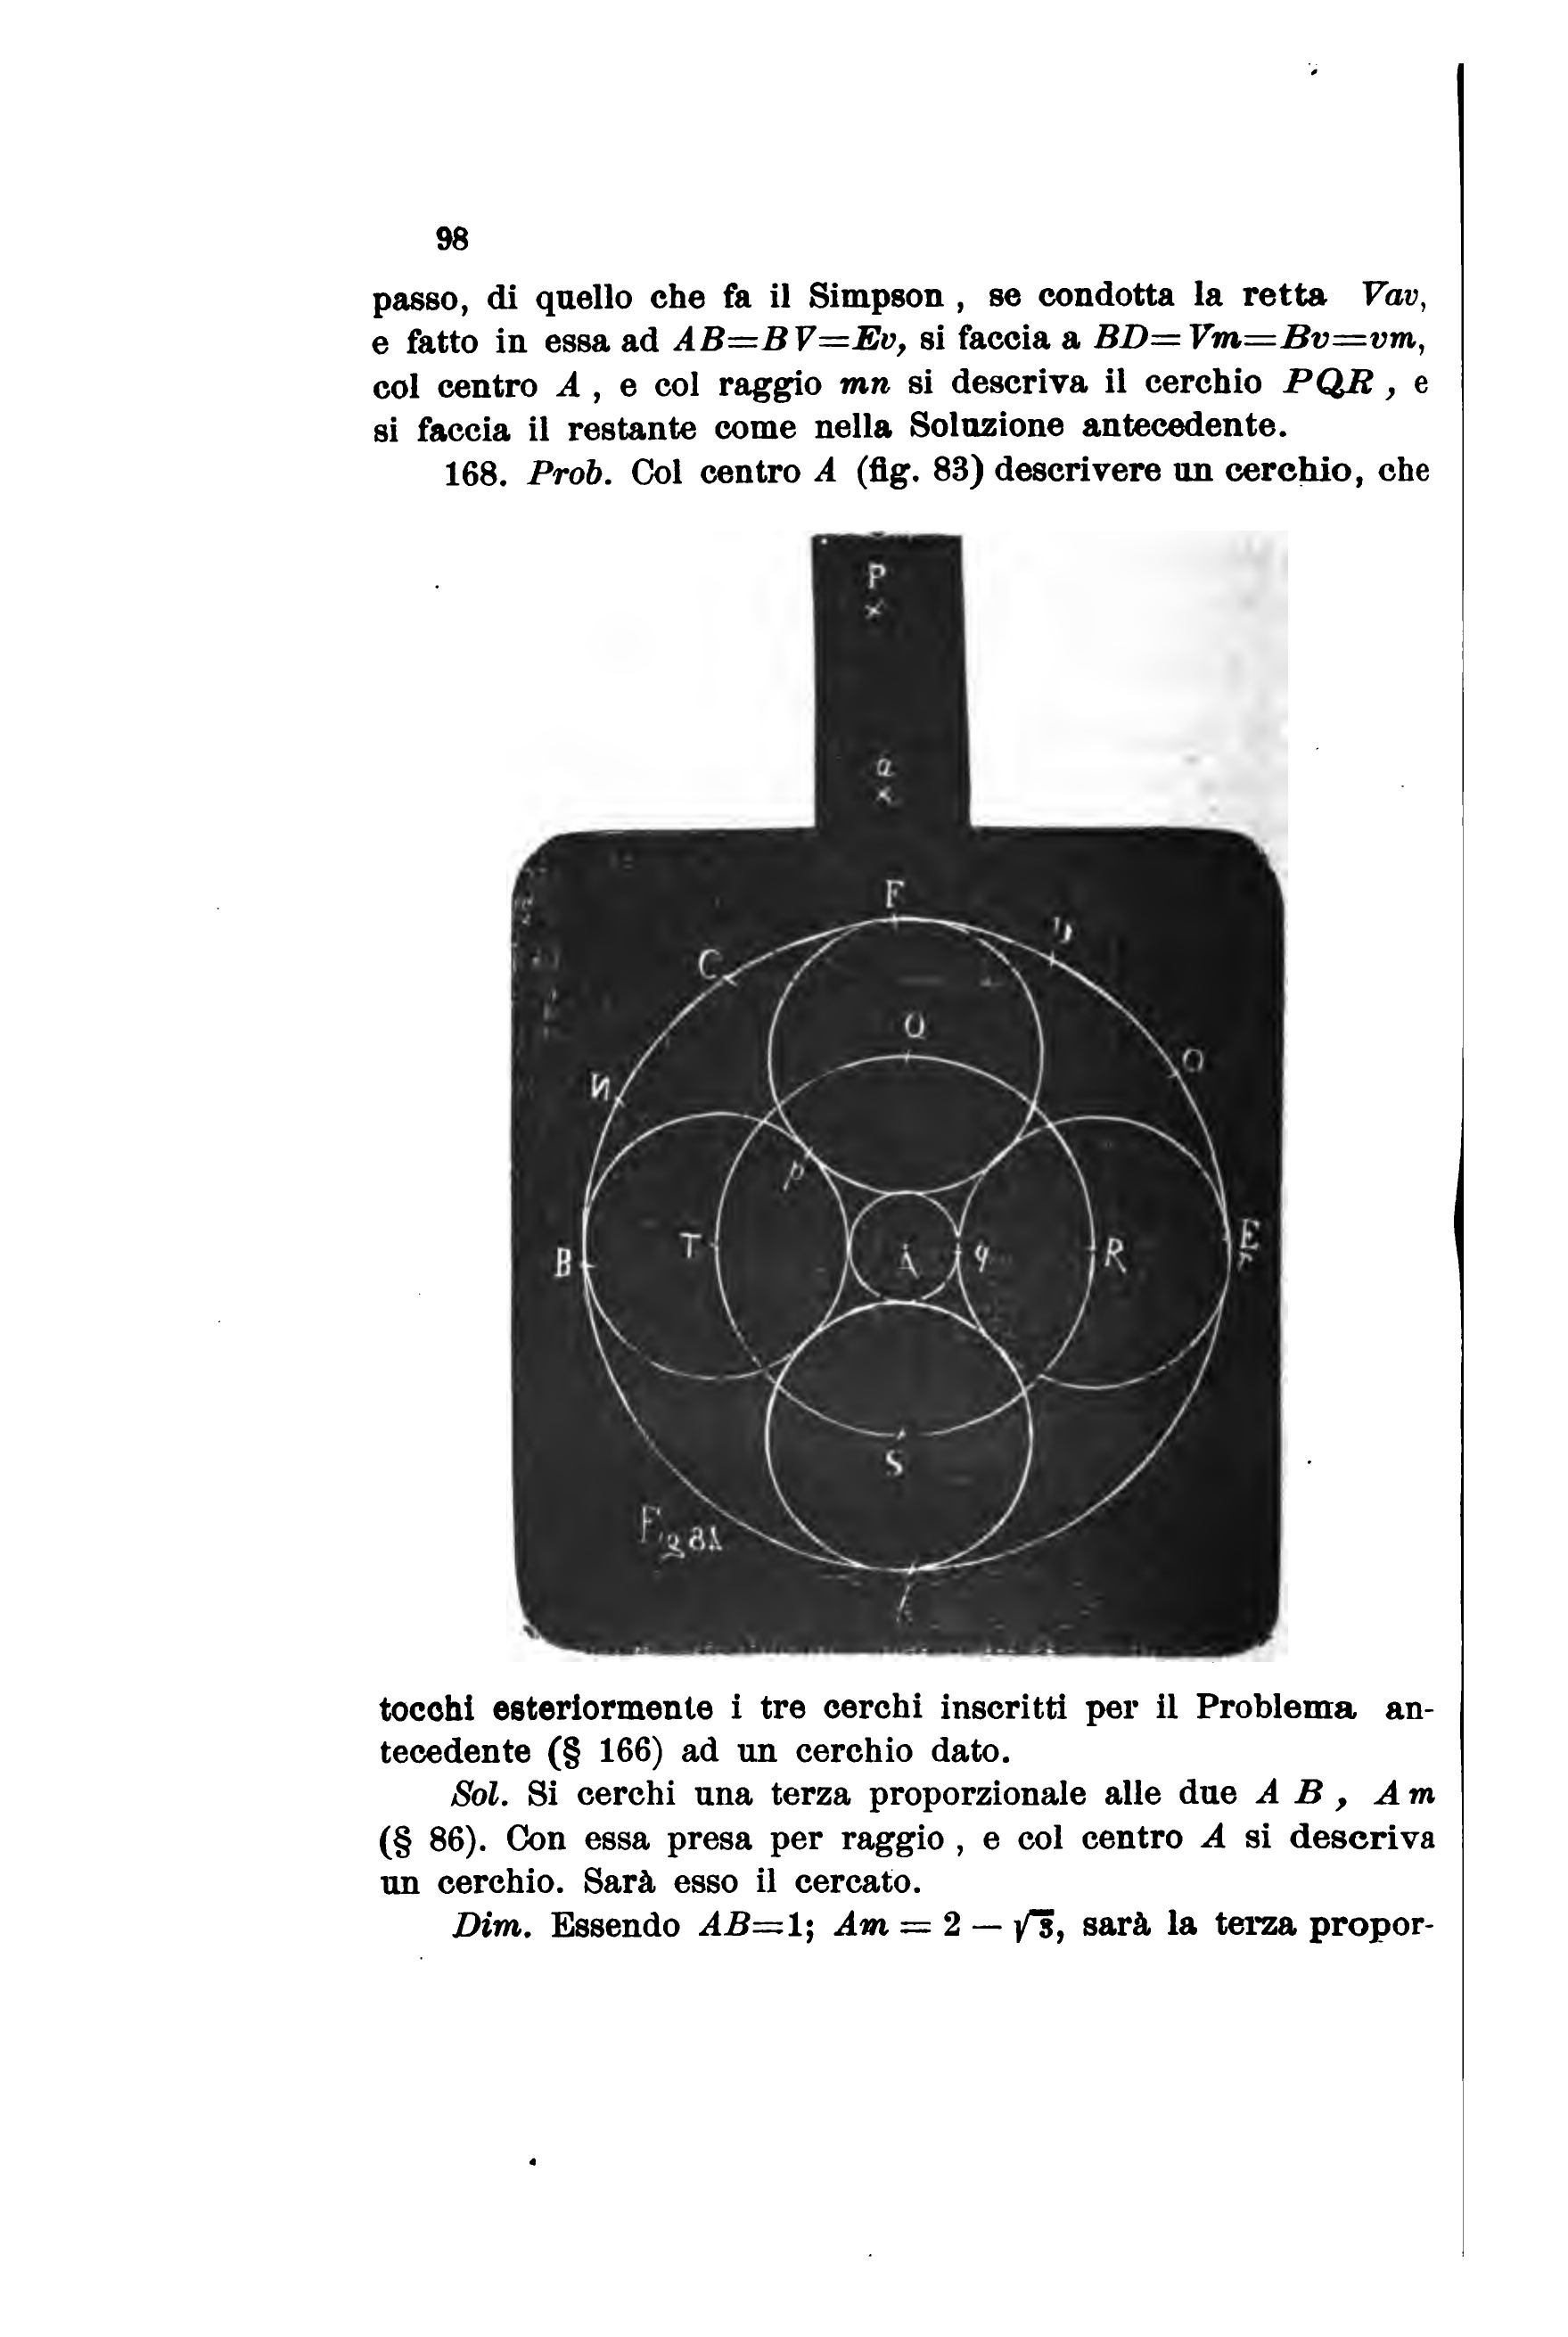 98
passo, di quello che fa il Simpson , se condotta la retta Vav,
e fatto in essa ad AB=BV=Ev, si faccia a BD=Vm=Bv=vm,
col centro A , e col raggio mn si descriva il cerchio PQR , e
si faccia il restante come nella Soluzione antecedente.
168. Prob. Col centro A (fig. 83) descrivere un cerchio, che
P
a
F
C
Q
O
N
p
B
T
A
q
R
E
S
tocchi esteriormente i tre cerchi inscritti per il Problema an-
tecedente (§ 166) ad un cerchio dato.
Sol. Si cerchi una terza proporzionale alle due A B , A m
(§ 86). Con essa presa per raggio , e col centro A si descriva
un cerchio. Sarà esso il cercato.
Dim. Essendo AB=1; Am = 2 — √3, sarà la terza propor-